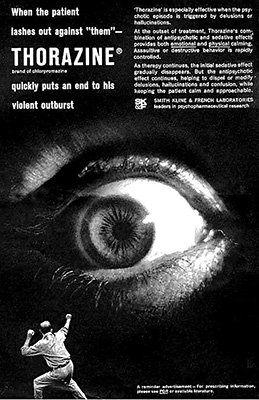 When the patient
lashes out against "them"—
THORAZINE®
brand of chlorpromazine
quickly puts an end to his
violent outburst
'Thorazine' is especially effective when the psy-
chotic episode is triggered by delusions or
hallucinations.
At the outset of treatment, Thorazine's com-
bination of antipsychotic and sedative effects
provides both emotional and physical calming.
Assaultive or destructive behavior is rapidly
controlled.
As therapy continues, the initial sedative effect
gradually disappears. But the antipsychotic
effect continues, helping to dispel or modify
delusions, hallucinations and confusion, while
keeping the patient calm and approachable.
SK
&F
SMITH KLINE & FRENCH LABORATORIES
leaders in psychopharmaceutical research
A reminder advertisement—For prescribing information,
please see PDR or available literature.